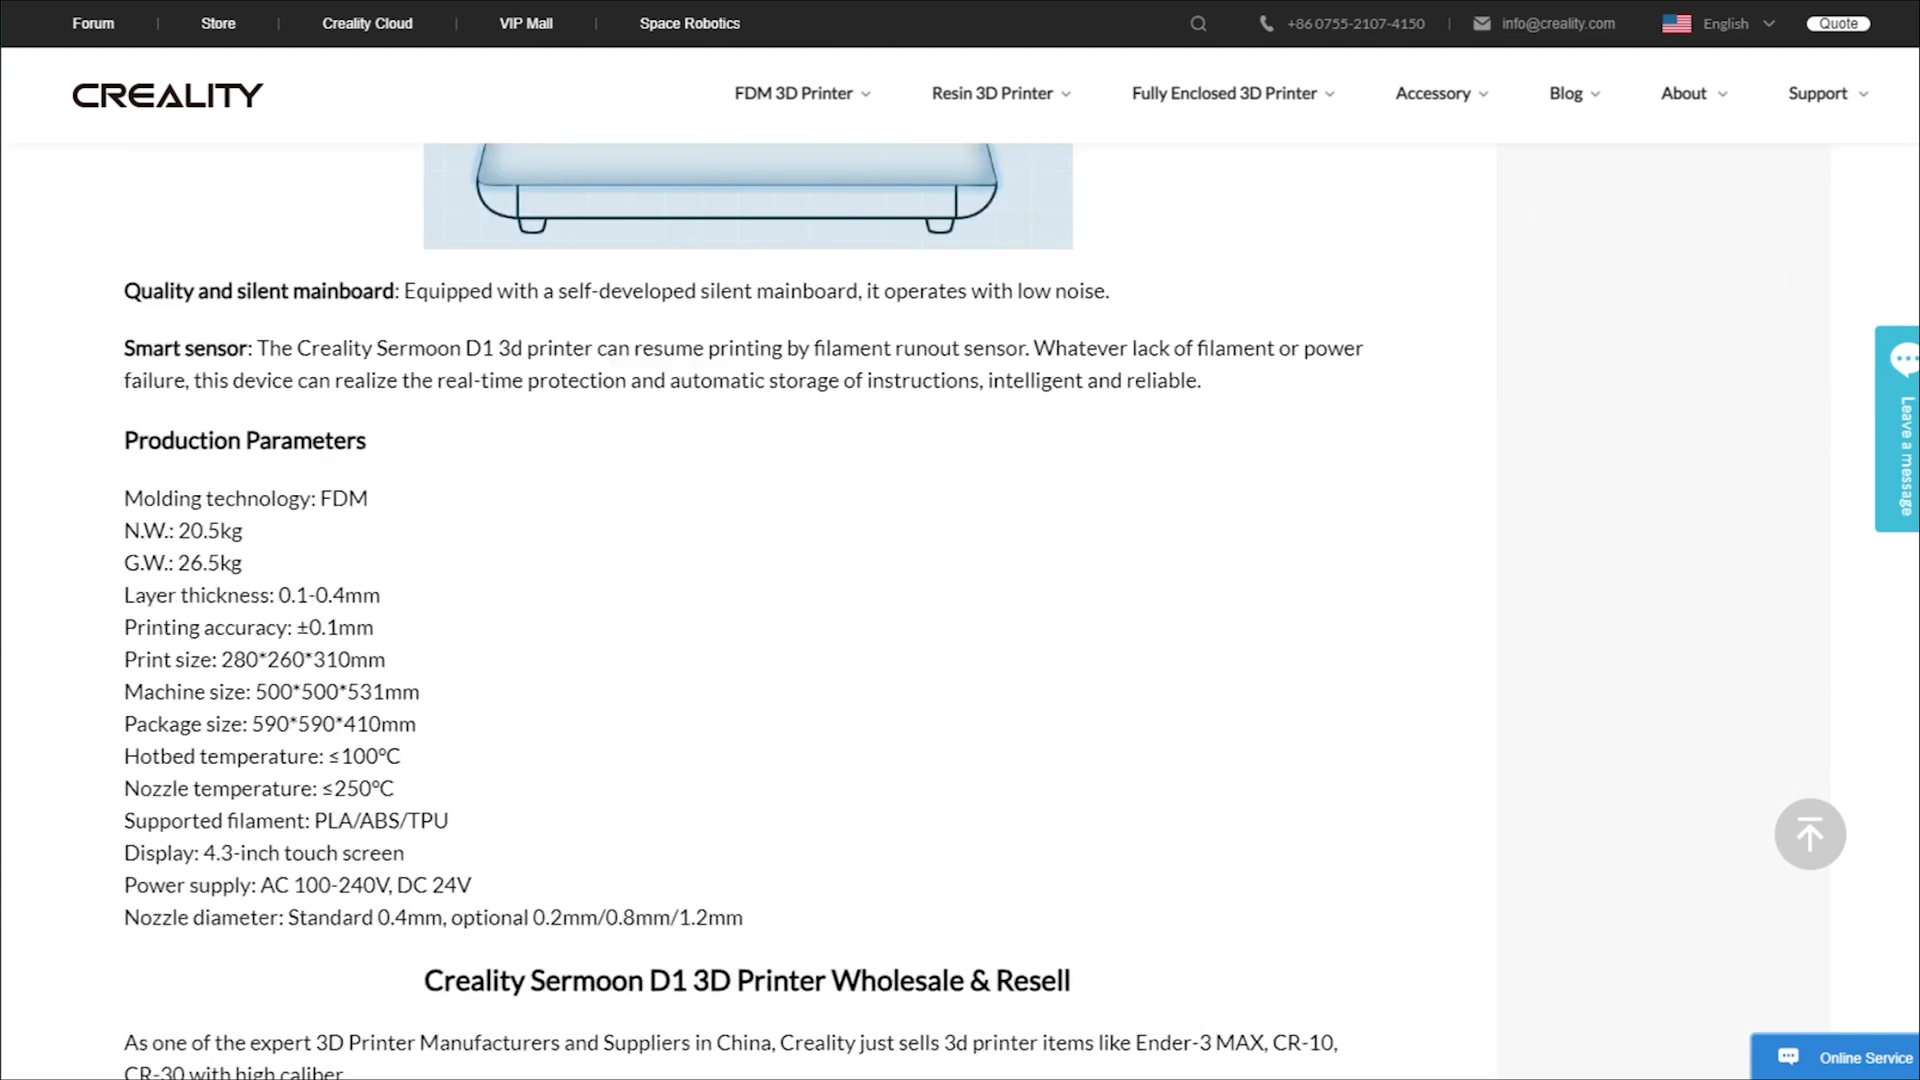 Forum | Store | Creality Cloud | VIP Mall | Space Robotics +86 0755-2107-4150 | info@creality.com English Quote
CREALITY FDM 3D Printer Resin 3D Printer Fully Enclosed 3D Printer Accessory Blog About Support
Quality and silent mainboard: Equipped with a self-developed silent mainboard, it operates with low noise.
Smart sensor: The Creality Sermoon D1 3d printer can resume printing by filament runout sensor. Whatever lack of filament or power
failure, this device can realize the real-time protection and automatic storage of instructions, intelligent and reliable.
Leave a message
Production Parameters
Molding technology: FDM
N.W.: 20.5kg
G.W.: 26.5kg
Layer thickness: 0.1-0.4mm
Printing accuracy: ±0.1mm
Print size: 280*260*310mm
Machine size: 500*500*531mm
Package size: 590*590*410mm
Hotbed temperature: ≤100℃
Nozzle temperature: ≤250℃
Supported filament: PLA/ABS/TPU
Display: 4.3-inch touch screen
Power supply: AC 100-240V, DC 24V
Nozzle diameter: Standard 0.4mm, optional 0.2mm/0.8mm/1.2mm
Creality Sermoon D1 3D Printer Wholesale & Resell
As one of the expert 3D Printer Manufacturers and Suppliers in China, Creality just sells 3d printer items like Ender-3 MAX, CR-10,
CR-30 with high caliber.
Online Service